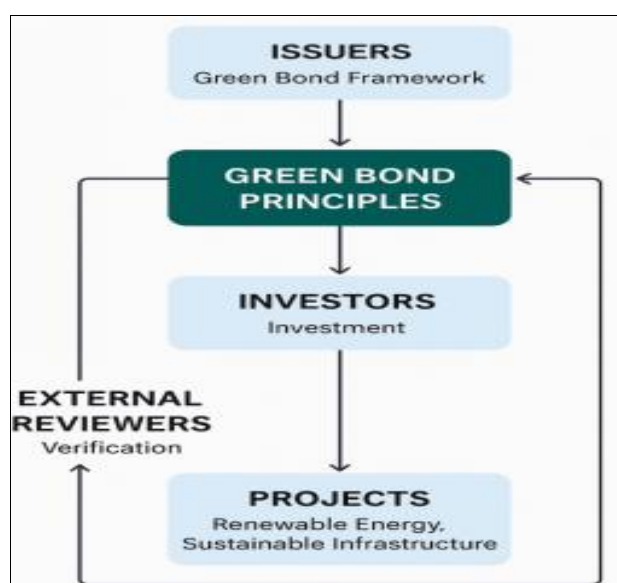 ISSUERS
Green Bond Framework
GREEN BOND
PRINCIPLES
INVESTORS
Investment
EXTERNAL
REVIEWERS
Verification
PROJECTS
Renewable Energy,
Sustainable Infrastructure